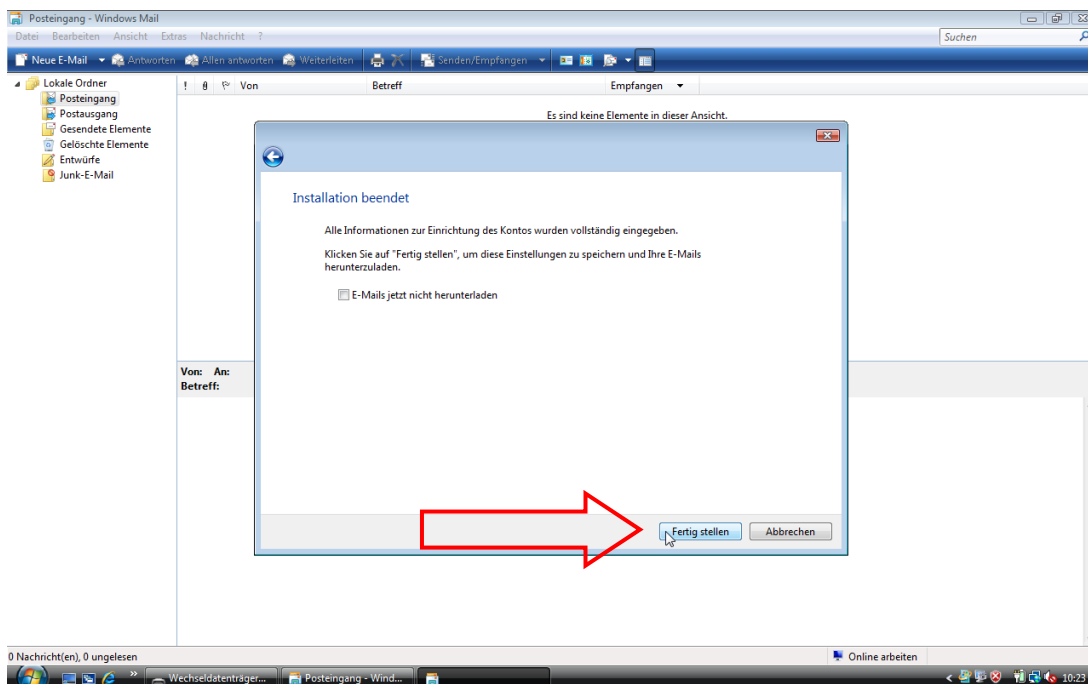 Posteingang - Windows Mail
Datei Bearbeiten Ansicht Extras Nachricht ?
Suchen
Neue E-Mail Antworten Allen antworten Weiterleiten Senden/Empfangen
Lokale Ordner
Posteingang
Postausgang
Gesendete Elemente
Gelöschte Elemente
Entwürfe
Junk-E-Mail
! Von Betreff Empfangen
Es sind keine Elemente in dieser Ansicht.
Installation beendet
Alle Informationen zur Einrichtung des Kontos wurden vollständig eingegeben.
Klicken Sie auf "Fertig stellen", um diese Einstellungen zu speichern und Ihre E-Mails
herunterzuladen.
E-Mails jetzt nicht herunterladen
Fertig stellen Abbrechen
Von: An:
Betreff:
0 Nachricht(en), 0 ungelesen
Online arbeiten
» Wechseldatenträger... Posteingang - Wind... < 10:23